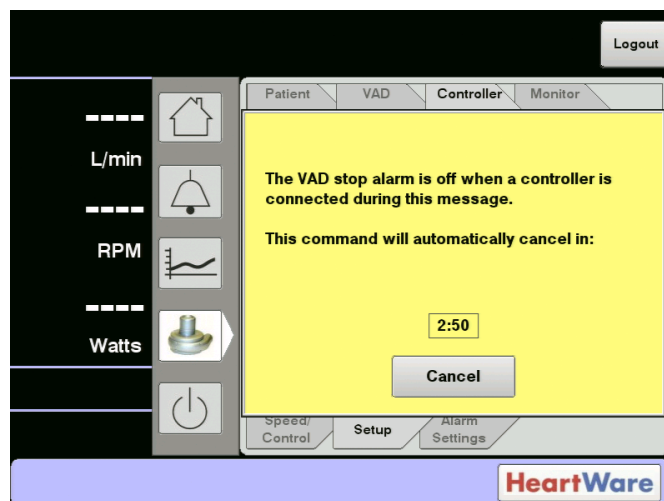 Logout
Patient VAD Controller Monitor
----
L/min
----
RPM
----
Watts
The VAD stop alarm is off when a controller is
connected during this message.
This command will automatically cancel in:
2:50
Cancel
Speed/
Control
Setup
Alarm
Settings
HeartWare